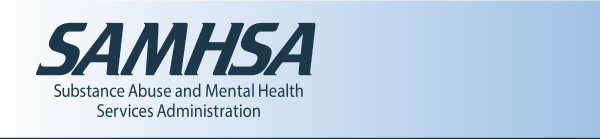 SAMHSA
Substance Abuse and Mental Health
Services Administration